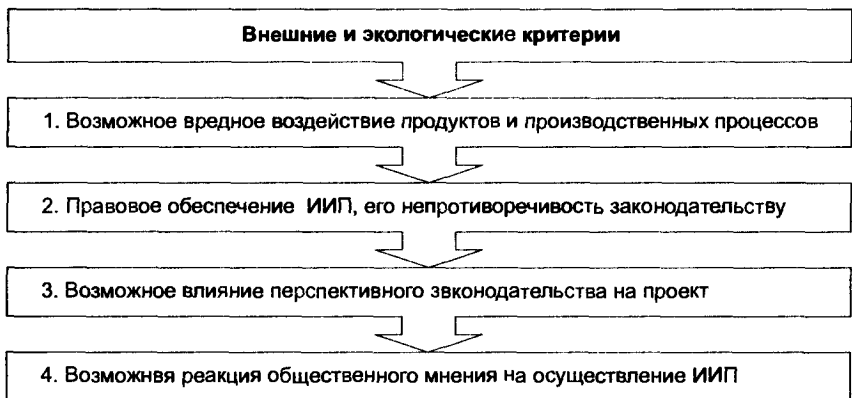 Внешние и экологические критерии
1. Возможное вредное воздействие продуктов и производственных процессов
2. Правовое обеспечение ИИП, его непротиворечивость законодательству
3. Возможное влияние перспективного звконодательства на проект
4. Возможнвя реакция общественного мнения на осуществление ИИП